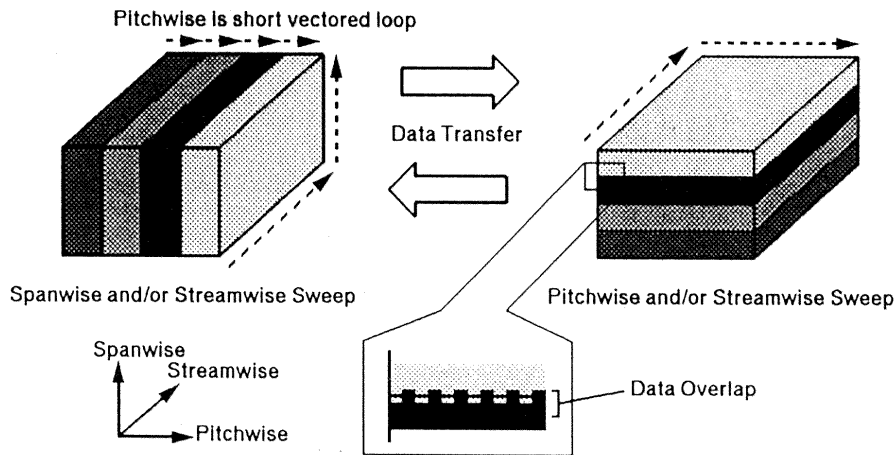 Pitchwise is short vectored loop
Data Transfer
Spanwise and/or Streamwise Sweep
Pitchwise and/or Streamwise Sweep
Spanwise
Streamwise
Pitchwise
Data Overlap